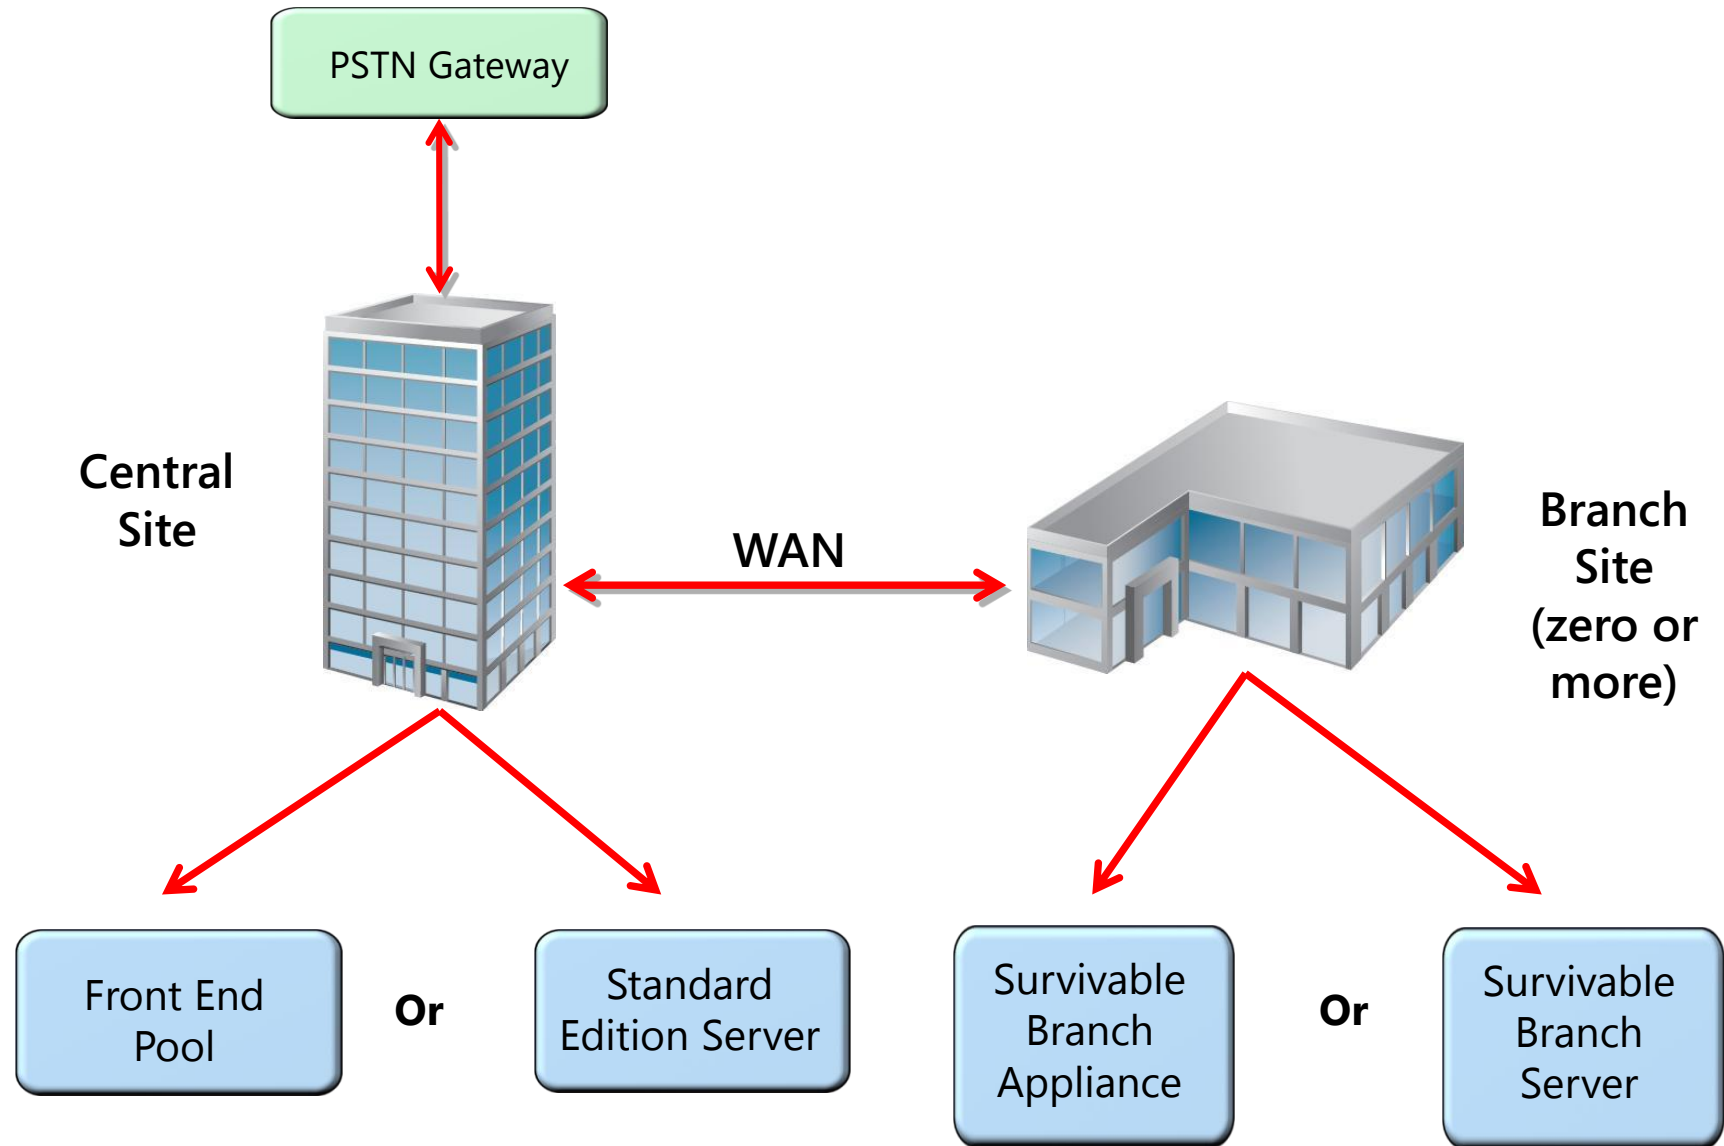 PSTN Gateway
Central
Site
WAN
Branch
Site
(zero or
more)
Front End
Pool
Or
Standard
Edition Server
Survivable
Branch
Appliance
Or
Survivable
Branch
Server